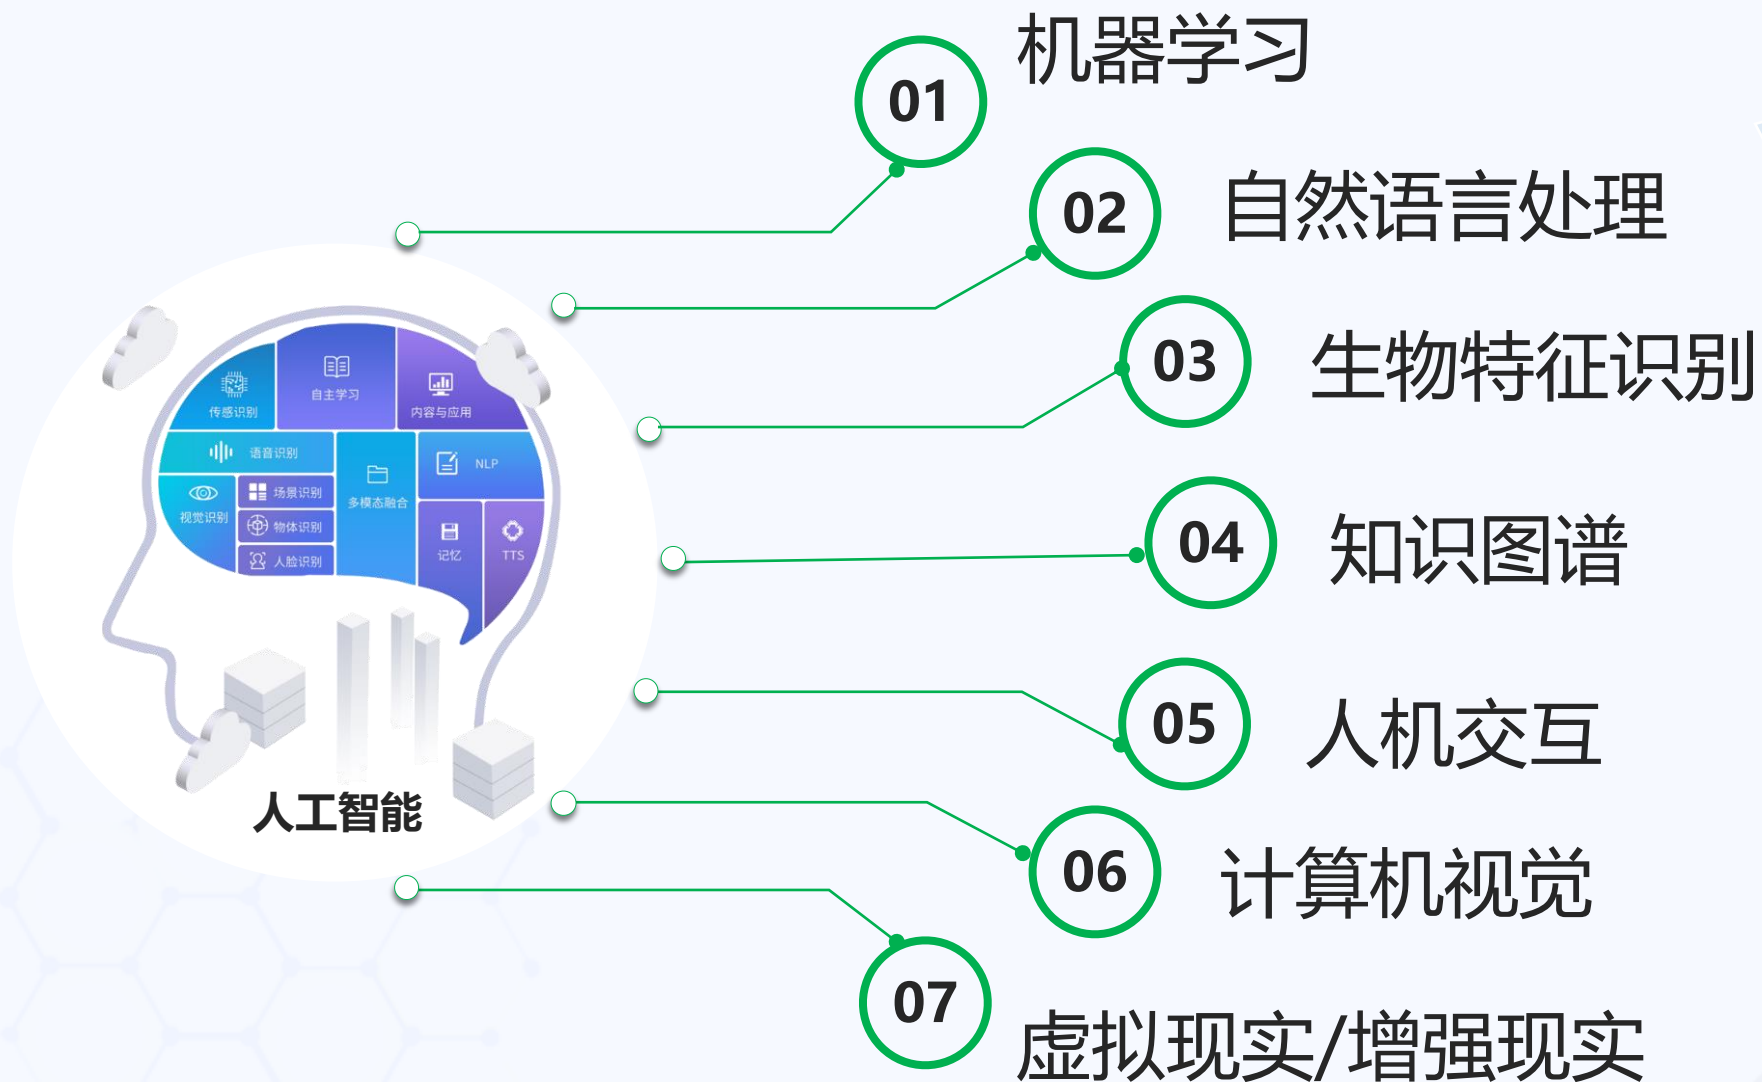 01
机器学习
02
自然语言处理
03
生物特征识别
04
知识图谱
05
人机交互
06
计算机视觉
07
虚拟现实/增强现实
传感识别
自主学习
内容与应用
语音识别
多模态融合
NLP
视觉识别
场景识别
物体识别
人脸识别
记忆
TTS
人工智能